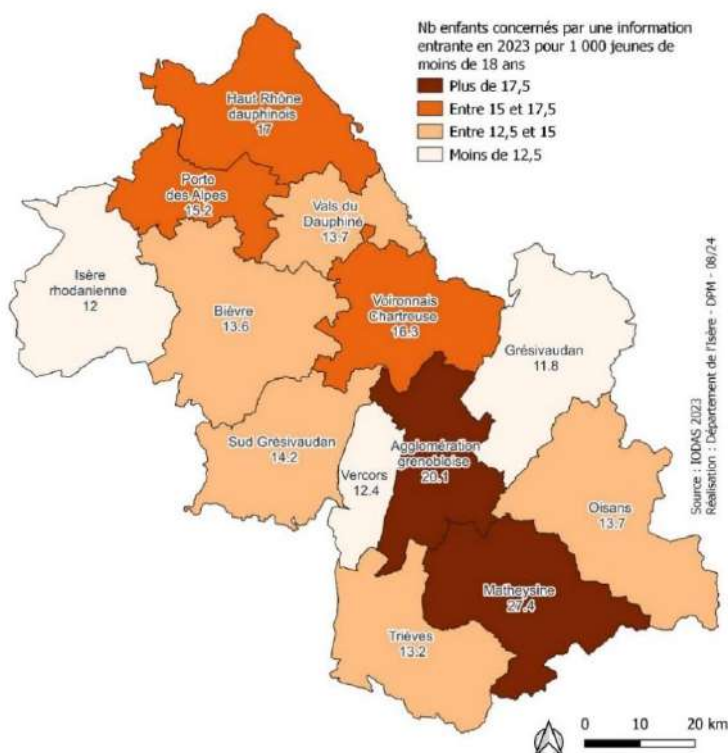 Nb enfants concernés par une information
entrante en 2023 pour 1 000 jeunes de
moins de 18 ans
Plus de 17,5
Entre 15 et 17,5
Entre 12,5 et 15
Moins de 12,5
Haut Rhône
dauphinois
17
Porte
des Alpes
15.2
Vals du
Dauphiné
13.7
Isère
rhodanienne
12
Bièvre
13.6
Voironnais
Chartreuse
16.3
Grésivaudan
11.8
Sud Grésivaudan
14.2
Vercors
12.4
Agglomération
grenobloise
20.1
Oisans
13.7
Matheysine
27.4
Trièves
13.2
Source : IODAS 2023
Réalisation : Département de l'Isère - DPM - 08/24
0 10 20 km